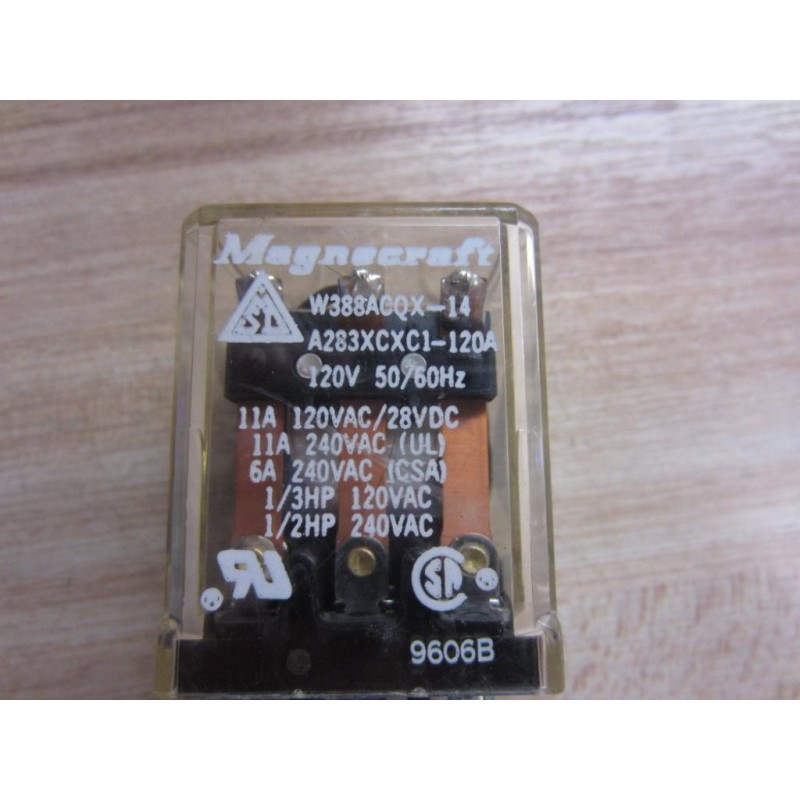 Magnecraft
W388ACQX-14
A283XCXC1-120A
120V 50/60Hz
11A 120VAC/28VDC
11A 240VAC (UL)
6A 240VAC (CSA)
1/3HP 120VAC
1/2HP 240VAC
9606B